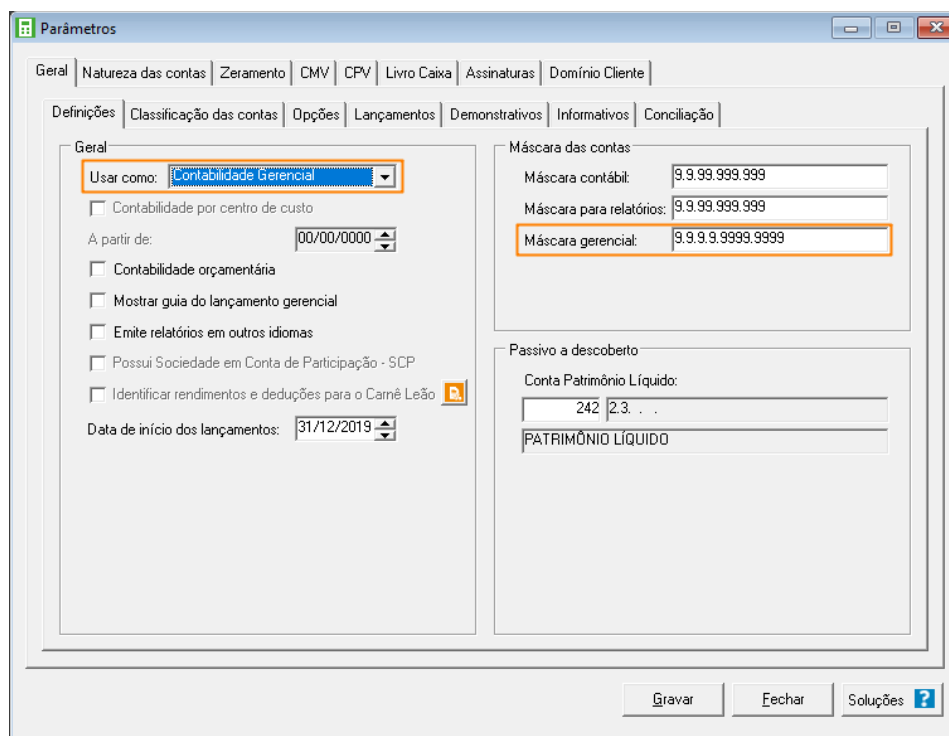 Parâmetros
Geral Natureza das contas Zeramento CMV CPV Livro Caixa Assinaturas Domínio Cliente
Definições Classificação das contas Opções Lançamentos Demonstrativos Informativos Conciliação
Geral
Usar como: Contabilidade Gerencial
Contabilidade por centro de custo
A partir de: 00/00/0000
Contabilidade orçamentária
Mostrar guia do lançamento gerencial
Emite relatórios em outros idiomas
Possui Sociedade em Conta de Participação - SCP
Identificar rendimentos e deduções para o Carnê Leão
Data de início dos lançamentos: 31/12/2019
Máscara das contas
Máscara contábil: 9.9.99.999.999
Máscara para relatórios: 9.9.99.999.999
Máscara gerencial: 9.9.9.9.9999.9999
Passivo a descoberto
Conta Patrimônio Líquido:
242 2.3. . .
PATRIMÔNIO LÍQUIDO
Gravar Fechar Soluções ?